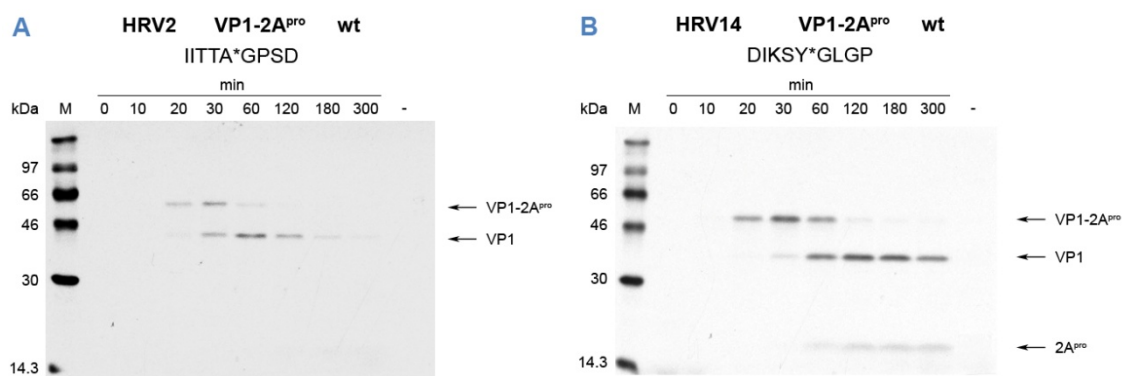 A HRV2 VP1-2Apro wt
IITTA*GPSD
min
kDa M 0 10 20 30 60 120 180 300 -
97
66
46
30
14.3
VP1-2Apro
VP1
B HRV14 VP1-2Apro wt
DIKSY*GLGP
min
kDa M 0 10 20 30 60 120 180 300 -
97
66
46
30
14.3
VP1-2Apro
VP1
2Apro